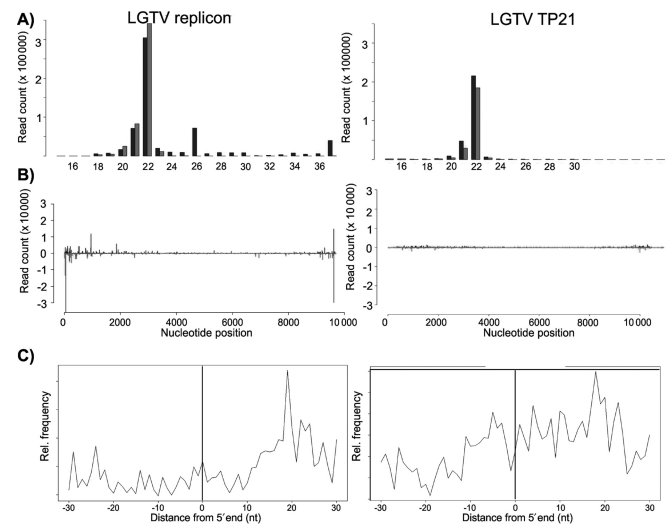 A)
LGTV replicon
LGTV TP21
Read count (x 100 000)
3
2
1
16 18 20 22 24 26 28 30 32 34 36
Read count (x 100000)
3
2
1
16 18 20 22 24 26 28 30
B)
Read count (x 10 000)
3
2
1
0
-1
-2
-3
0 2000 4000 6000 8000 10 000
Nucleotide position
Read count (x 10000)
3
2
1
0
-1
-2
-3
0 2000 4000 6000 8000 10000
Nucleotide position
C)
Rel. frequency
-30 -20 -10 0 10 20 30
Distance from 5′end (nt)
Rel. frequency
-30 -20 -10 0 10 20 30
Distance from 5′end (nt)